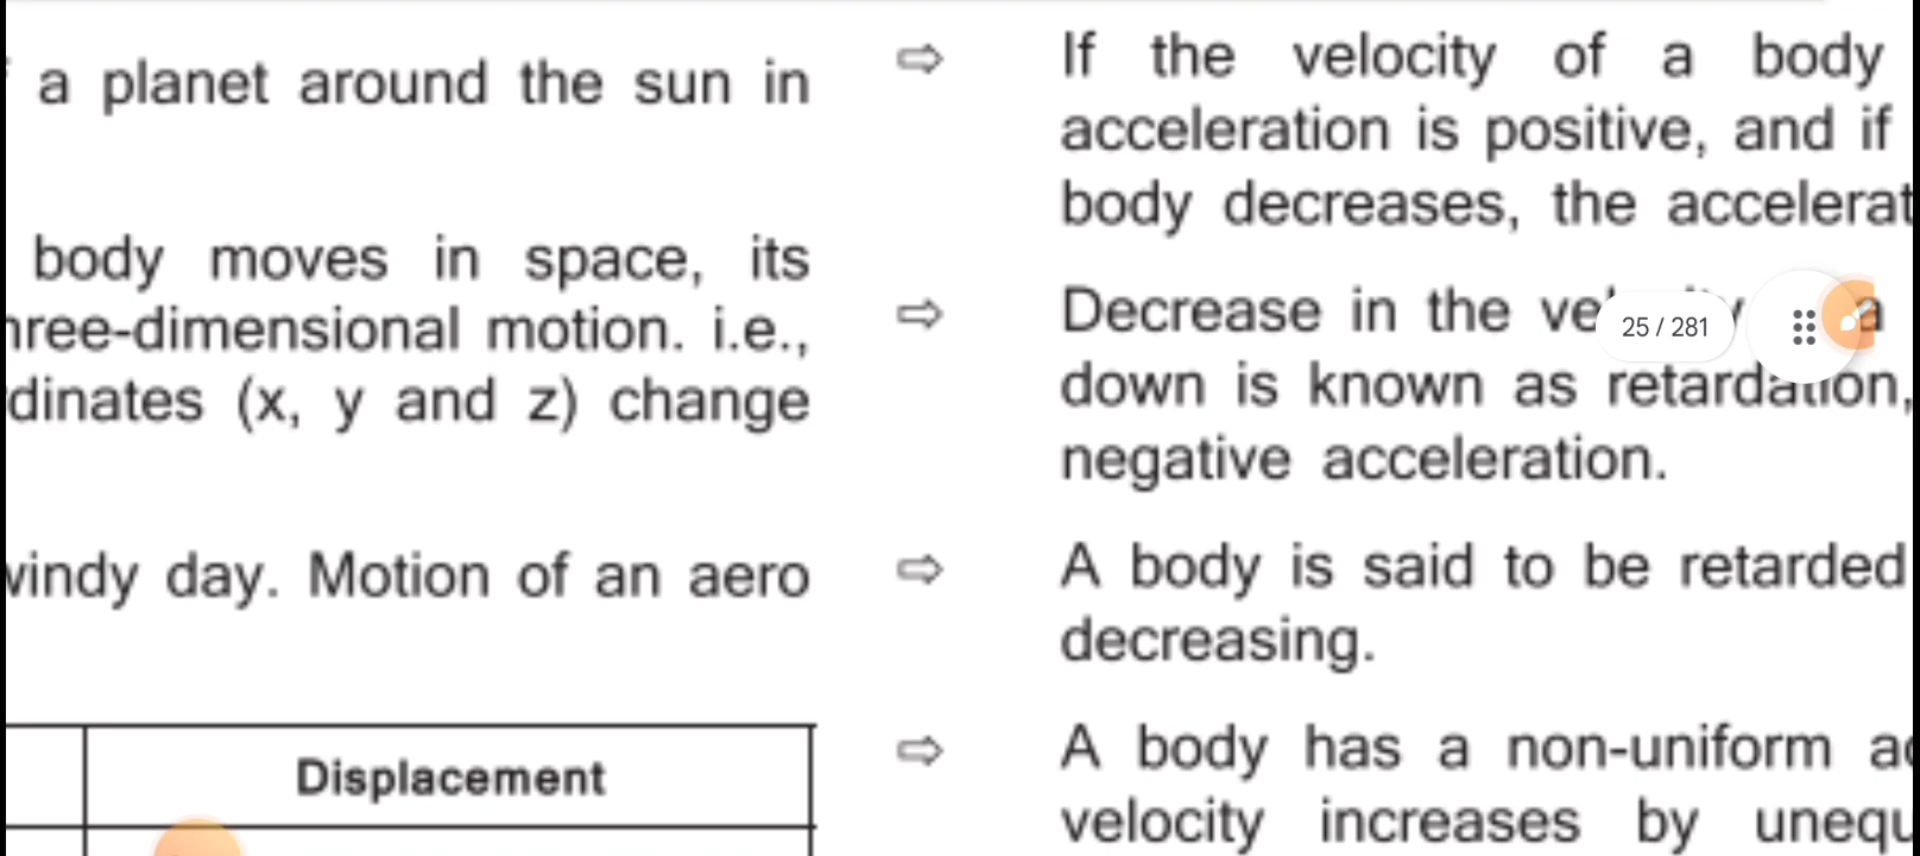 a planet around the sun in
body moves in space, its
hree-dimensional motion. i.e.,
dinates (x, y and z) change
windy day. Motion of an aero
Displacement
⇨ If the velocity of a body
acceleration is positive, and if
body decreases, the accelerat
⇨ Decrease in the a
down is known as retardation,
negative acceleration.
⇨ A body is said to be retarded
decreasing.
⇨ A body has a non-uniform ac
velocity increases by unequ
25 / 281